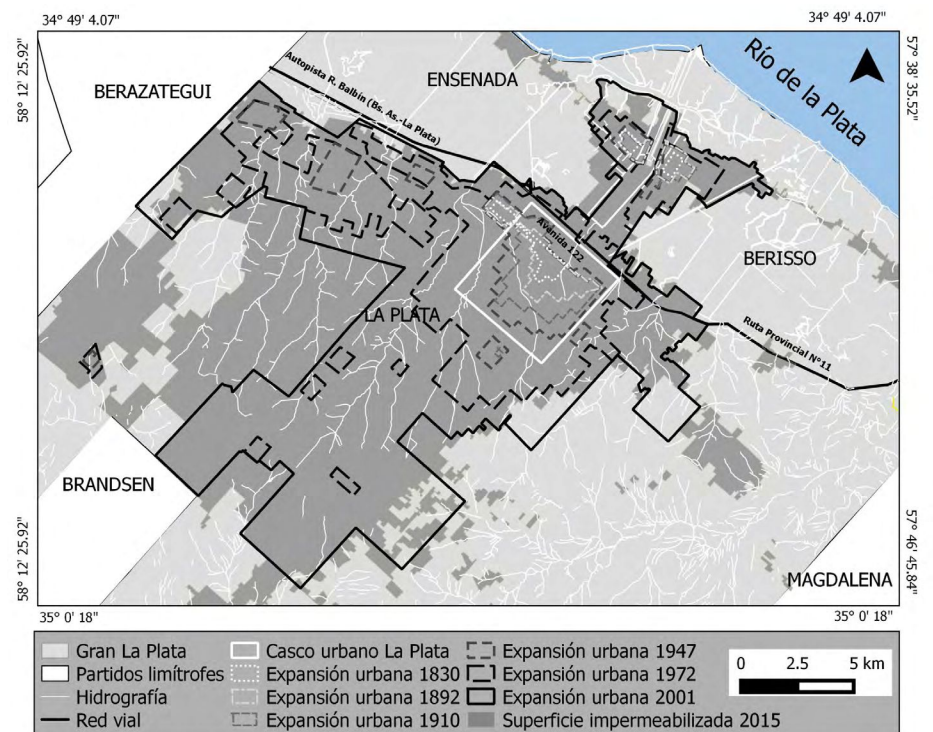 34° 49' 4.07"
34° 49' 4.07"
58° 12' 25.92"
57° 38' 35.52"
Río de la Plata
ENSENADA
BERAZATEGUI
Autopista R. Balbin (Bs. As.-La Plata)
Avenida 122
BERISSO
LA PLATA
Ruta Provincial N°11
BRANDSEN
58° 12' 25.92"
57° 46' 45.84"
MAGDALENA
35° 0' 18"
35° 0' 18"
Gran La Plata
Partidos limítrofes
Hidrografía
Red vial
Casco urbano La Plata
Expansión urbana 1830
Expansión urbana 1892
Expansión urbana 1910
Expansión urbana 1947
Expansión urbana 1972
Expansión urbana 2001
Superficie impermeabilizada 2015
0 2.5 5 km